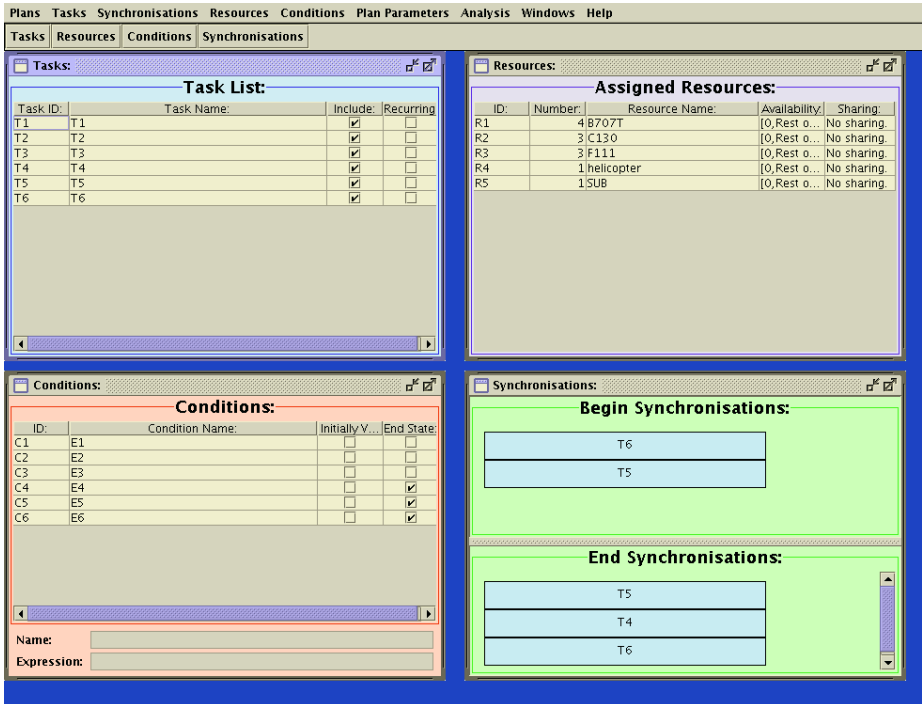 Plans Tasks Synchronisations Resources Conditions Plan Parameters Analysis Windows Help
Tasks Resources Conditions Synchronisations
Tasks:
Task List:
Task ID: Task Name: Include: Recurring
T1 T1
T2 T2
T3 T3
T4 T4
T5 T5
T6 T6
Resources:
Assigned Resources:
ID: Number: Resource Name: Availability: Sharing:
R1 4 B707T [0,Rest o... No sharing.
R2 3 C130 [0,Rest o... No sharing.
R3 3 F111 [0,Rest o... No sharing.
R4 1 helicopter [0,Rest o... No sharing.
R5 1 SUB [0,Rest o... No sharing.
Conditions:
Conditions:
ID: Condition Name: Initially V... End State:
C1 E1
C2 E2
C3 E3
C4 E4
C5 E5
C6 E6
Name:
Expression:
Synchronisations:
Begin Synchronisations:
T6
T5
End Synchronisations:
T5
T4
T6